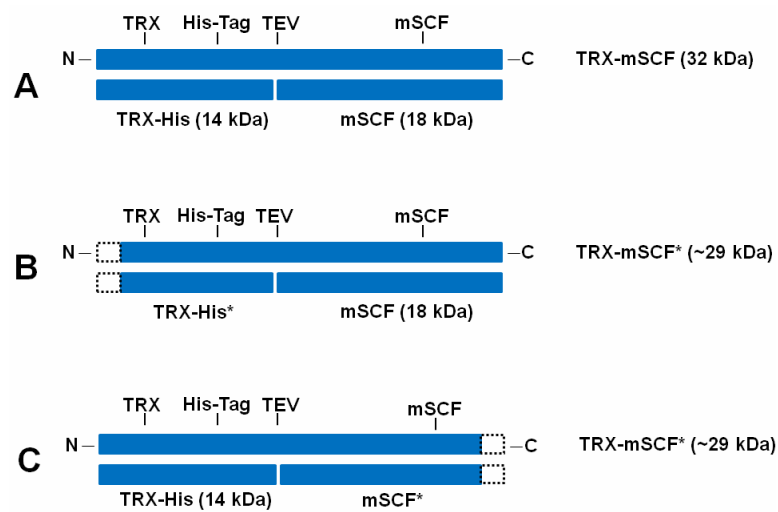 TRX His-Tag TEV mSCF
N – – C TRX-mSCF (32 kDa)
A
TRX-His (14 kDa) mSCF (18 kDa)
TRX His-Tag TEV mSCF
N – – C TRX-mSCF* (~29 kDa)
B
TRX-His* mSCF (18 kDa)
TRX His-Tag TEV mSCF
N – – C TRX-mSCF* (~29 kDa)
C
TRX-His (14 kDa) mSCF*